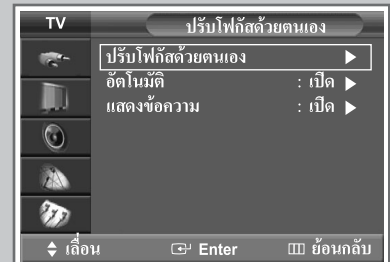 TV
ปรับโฟกัสด้วยตนเอง
ปรับโฟกัสด้วยตนเอง
อัตโนมัติ : เปิด
แสดงข้อความ : เปิด
เลื่อน Enter ย้อนกลับ